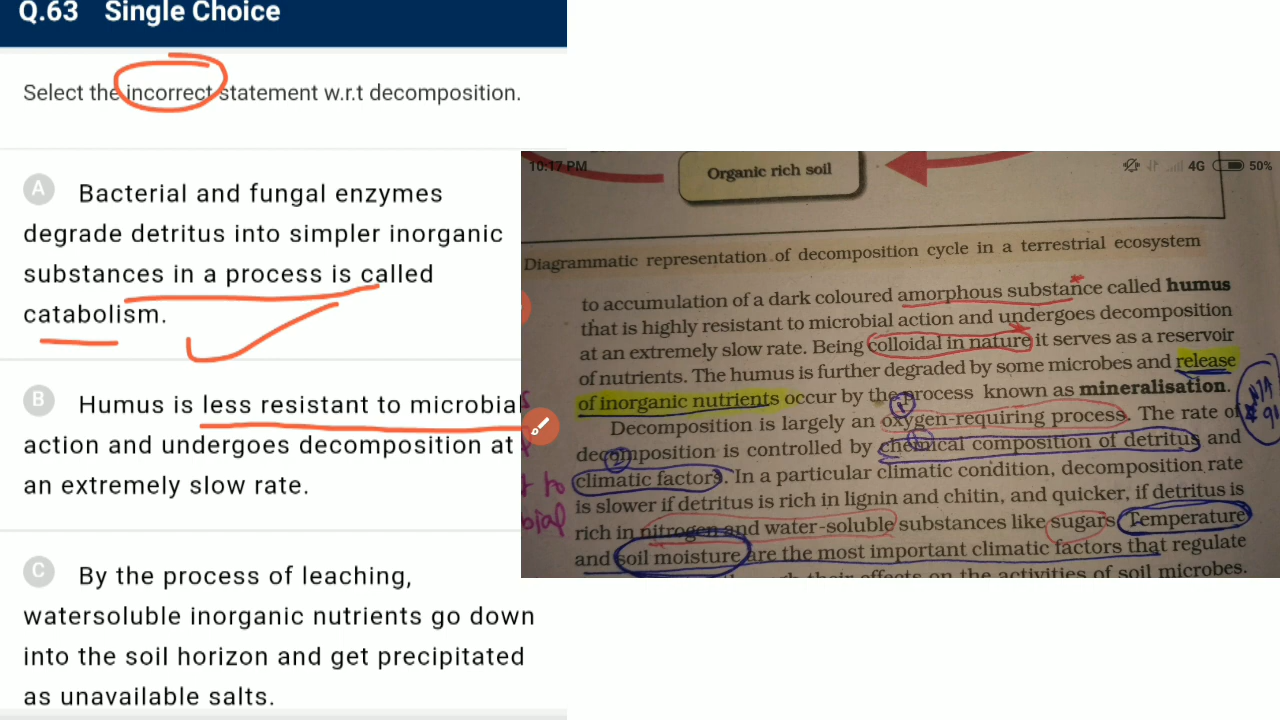 Q.63 Single Choice
Select the incorrect statement w.r.t decomposition.
A Bacterial and fungal enzymes
degrade detritus into simpler inorganic
substances in a process is called
catabolism.
B Humus is less resistant to microbial
action and undergoes decomposition at
an extremely slow rate.
C By the process of leaching,
watersoluble inorganic nutrients go down
into the soil horizon and get precipitated
as unavailable salts.
10:17 PM
4G 50%
Organic rich soil
Diagrammatic representation of decomposition cycle in a terrestrial ecosystem
to accumulation of a dark coloured amorphous substance called humus
that is highly resistant to microbial action and undergoes decomposition
at an extremely slow rate. Being colloidal in nature it serves as a reservoir
of nutrients. The humus is further degraded by some microbes and release
of inorganic nutrients occur by the process known as mineralisation.
Decomposition is largely an oxygen-requiring process. The rate of
decomposition is controlled by chemical composition of detritus and
climatic factors. In a particular climatic condition, decomposition rate
is slower if detritus is rich in lignin and chitin, and quicker, if detritus is
rich in nitrogen and water-soluble substances like sugars. Temperature
and soil moisture are the most important climatic factors that regulate
their effects on the activities of soil microbes.